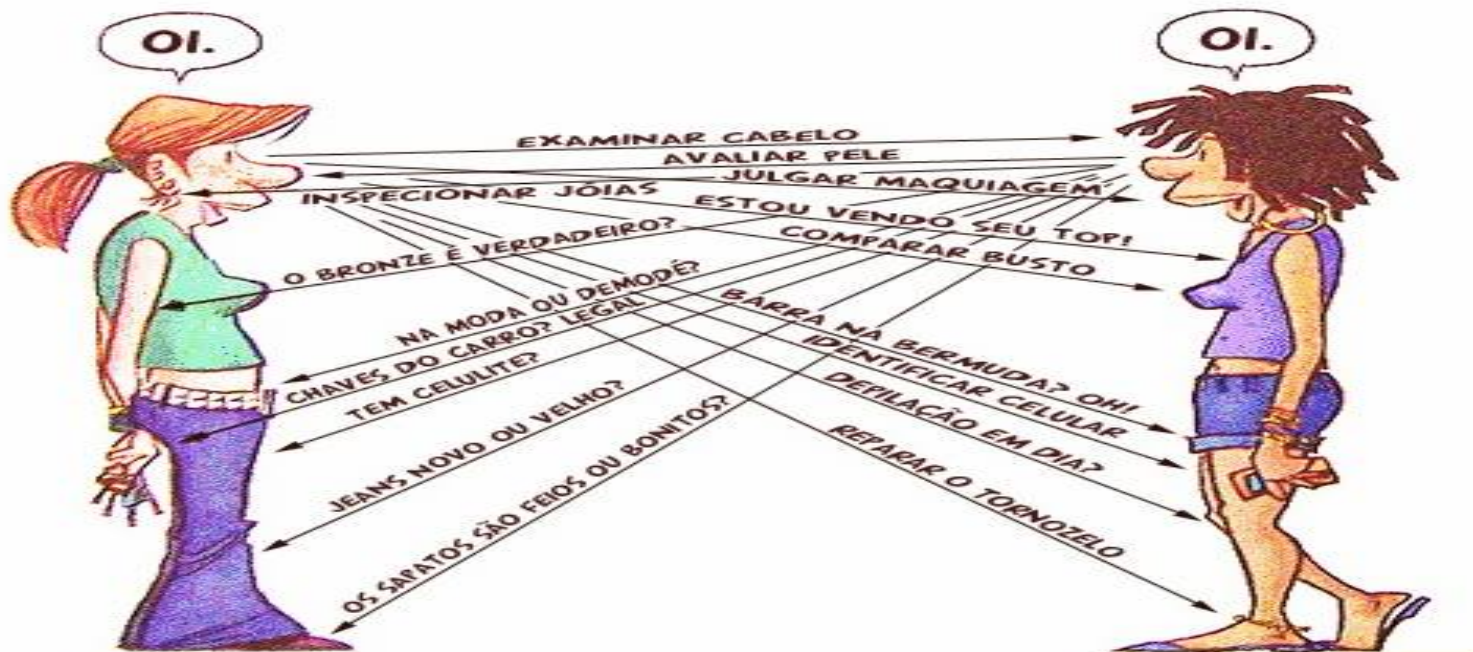 OI.
OI.
EXAMINAR CABELO
AVALIAR PELE
JULGAR MAQUIAGEM
INSPECIONAR JÓIAS
ESTOU VENDO SEU TOP!
O BRONZE É VERDADEIRO?
COMPARAR BUSTO
NA MODA OU DEMODÉ?
CHAVES DO CARRO? LEGAL
TEM CELULITE?
JEANS NOVO OU VELHO?
OS SAPATOS SÃO FEIOS OU BONITOS?
BARRA NA BERMUDA? OH!
IDENTIFICAR CELULAR
DEPILAÇÃO EM DIA?
REPARAR O TORNOZELO